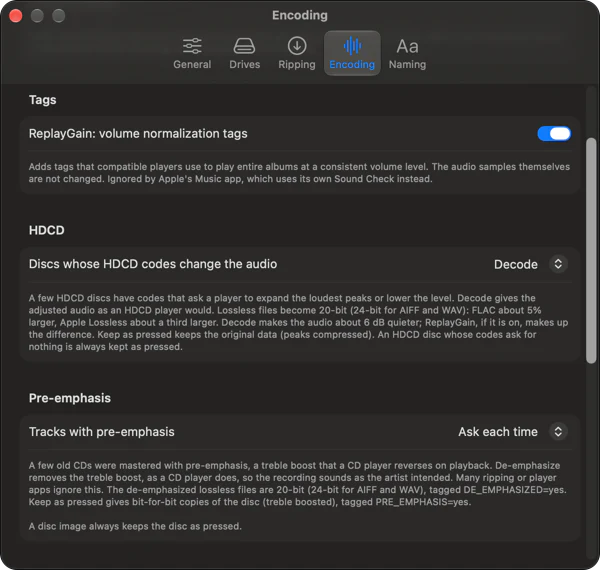 Encoding
General
Drives
Ripping
Encoding
Aa
Naming
Tags
ReplayGain: volume normalization tags
Adds tags that compatible players use to play entire albums at a consistent volume level. The audio samples themselves
are not changed. Ignored by Apple's Music app, which uses its own Sound Check instead.
HDCD
Discs whose HDCD codes change the audio
Decode
A few HDCD discs have codes that ask a player to expand the loudest peaks or lower the level. Decode gives the
adjusted audio as an HDCD player would. Lossless files become 20-bit (24-bit for AIFF and WAV): FLAC about 5%
larger, Apple Lossless about a third larger. Decode makes the audio about 6 dB quieter; ReplayGain, if it is on, makes up
the difference. Keep as pressed keeps the original data (peaks compressed). An HDCD disc whose codes ask for
nothing is always kept as pressed.
Pre-emphasis
Tracks with pre-emphasis
Ask each time
A few old CDs were mastered with pre-emphasis, a treble boost that a CD player reverses on playback. De-emphasize
removes the treble boost, as a CD player does, so the recording sounds as the artist intended. Many ripping or player
apps ignore this. The de-emphasized lossless files are 20-bit (24-bit for AIFF and WAV), tagged DE_EMPHASIZED=yes.
Keep as pressed gives bit-for-bit copies of the disc (treble boosted), tagged PRE_EMPHASIS=yes.
A disc image always keeps the disc as pressed.